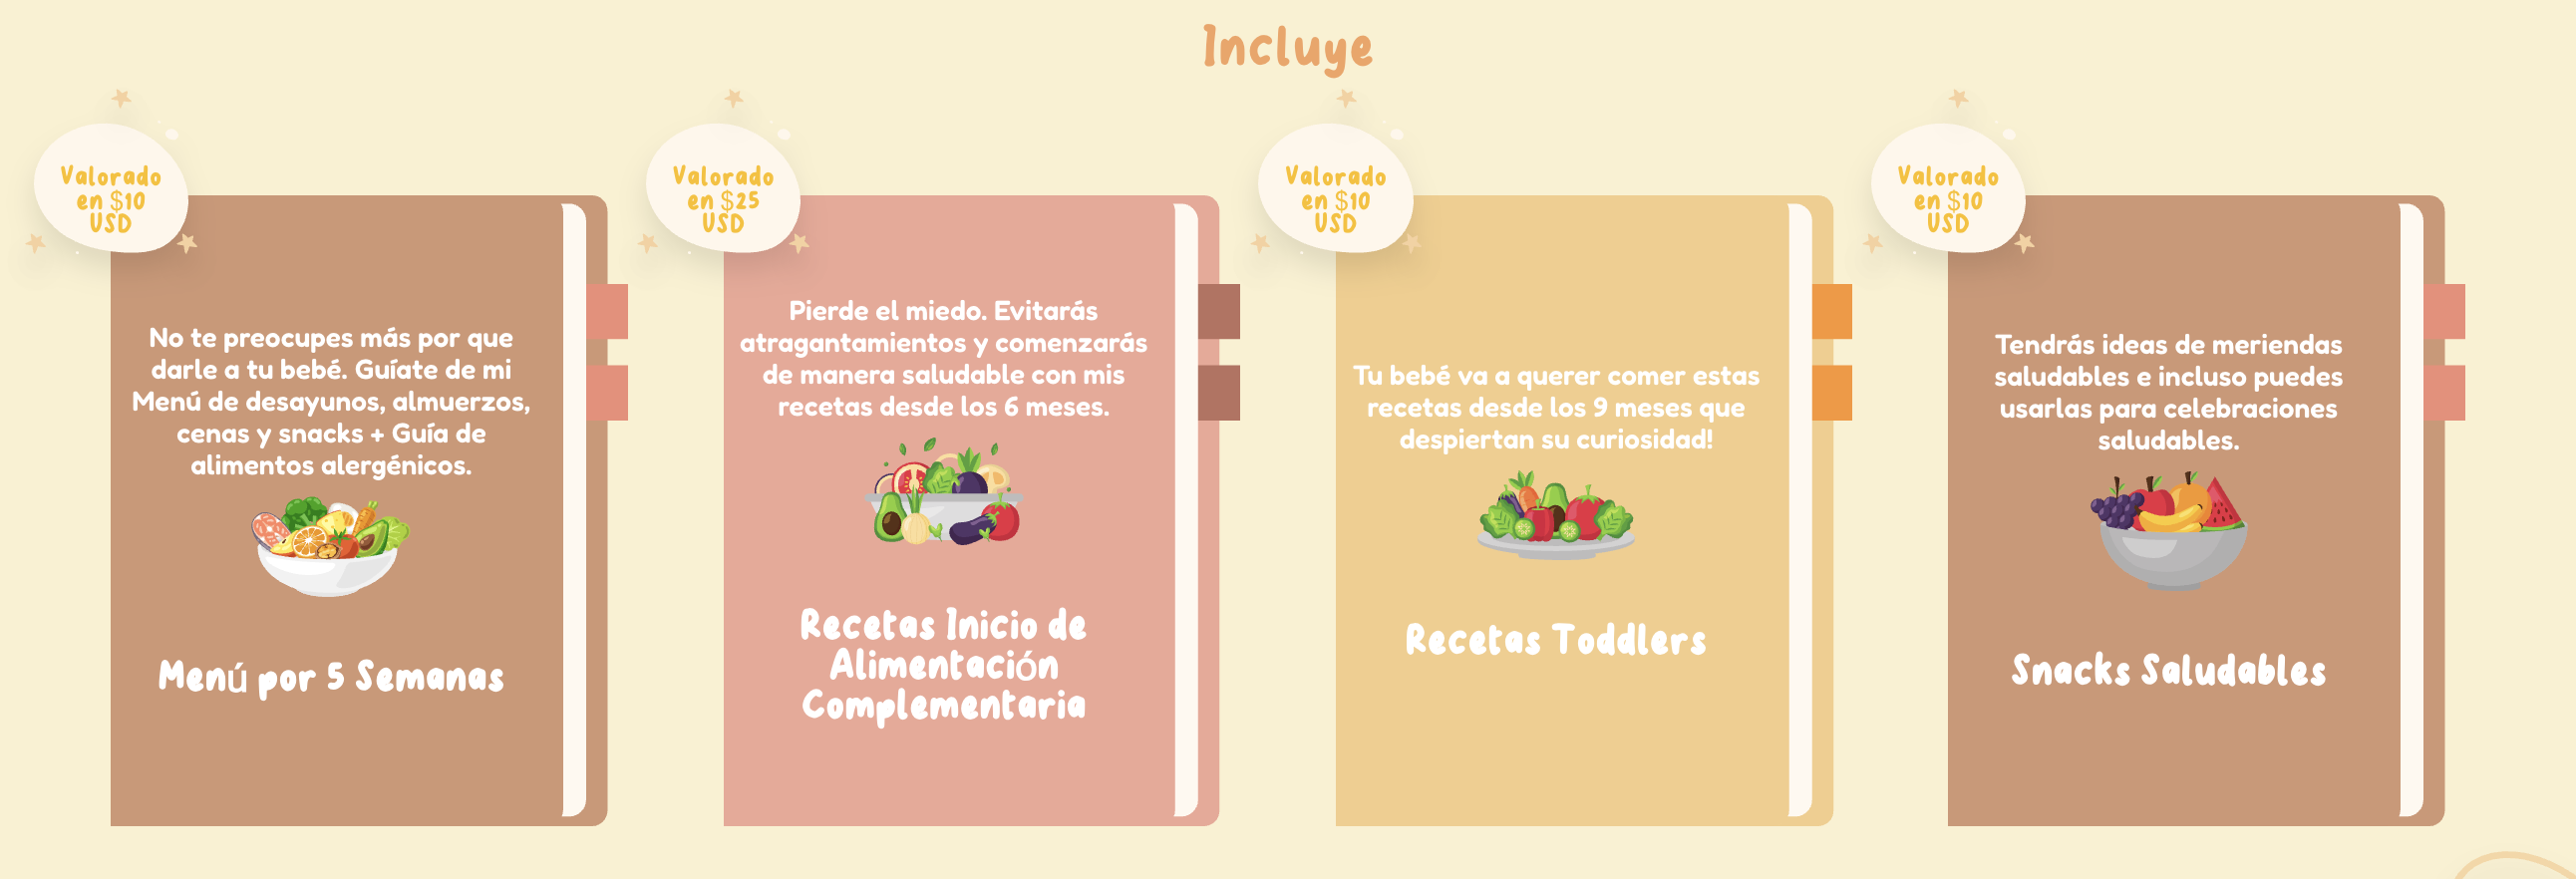 Incluye
Valorado
en $10
USD
No te preocupes más por que
darle a tu bebé. Guíate de mi
Menú de desayunos, almuerzos,
cenas y snacks + Guía de
alimentos alergénicos.
Menú por 5 Semanas
Valorado
en $25
USD
Pierde el miedo. Evitarás
atragantamientos y comenzarás
de manera saludable con mis
recetas desde los 6 meses.
Recetas Inicio de
Alimentación
Complementaria
Valorado
en $10
USD
Tu bebé va a querer comer estas
recetas desde los 9 meses que
despiertan su curiosidad!
Recetas Toddlers
Valorado
en $10
USD
Tendrás ideas de meriendas
saludables e incluso puedes
usarlas para celebraciones
saludables.
Snacks Saludables